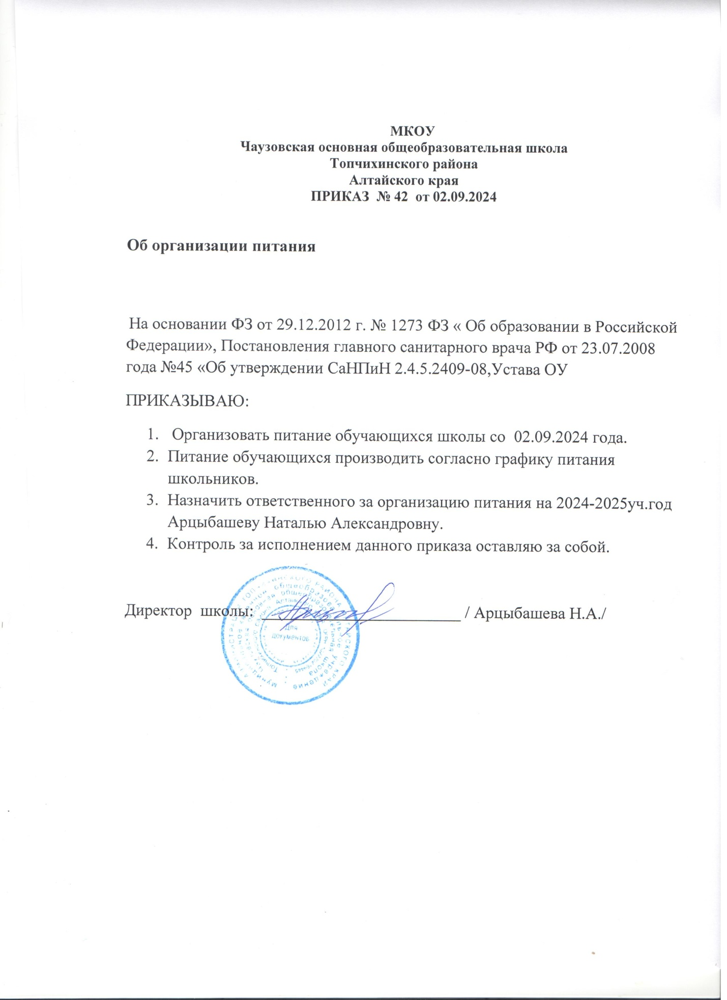 МКОУ
Чаузовская основная общеобразовательная школа
Топчихинского района
Алтайского края
ПРИКАЗ № 42 от 02.09.2024
Об организации питания
На основании ФЗ от 29.12.2012 г. № 1273 ФЗ « Об образовании в Российской
Федерации», Постановления главного санитарного врача РФ от 23.07.2008
года №45 «Об утверждении СаНПиН 2.4.5.2409-08,Устава ОУ
ПРИКАЗЫВАЮ:
1. Организовать питание обучающихся школы со 02.09.2024 года.
2. Питание обучающихся производить согласно графику питания
школьников.
3. Назначить ответственного за организацию питания на 2024-2025уч.год
Арцыбашеву Наталью Александровну.
4. Контроль за исполнением данного приказа оставляю за собой.
Директор школы: / Арцыбашева Н.А./
Для
документов